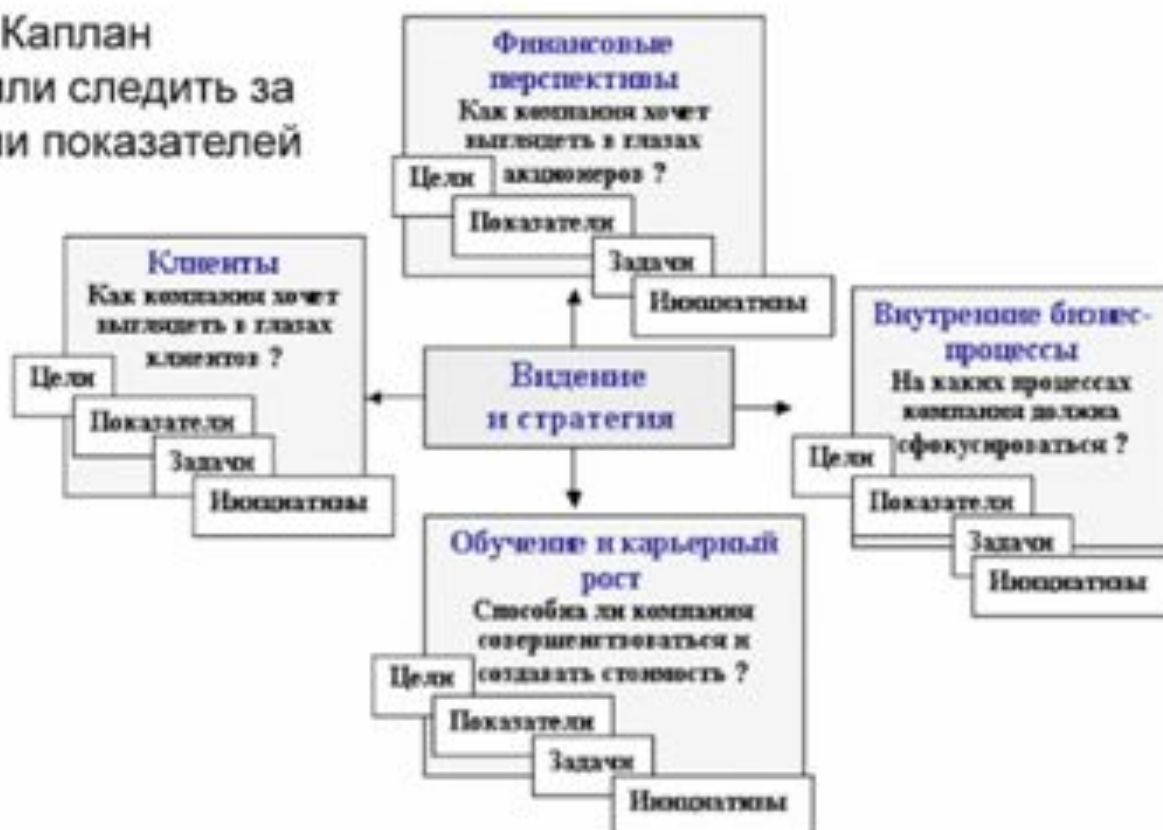 Каплан
или следить за
ии показателей
Финансовые
перспективы
Как компания хочет
выглядеть в глазах
акционеров ?
Цели
Показатели
Задачи
Инициативы
Клиенты
Как компания хочет
выглядеть в глазах
клиентов ?
Цели
Показатели
Задачи
Инициативы
Видение
и стратегия
Внутренние бизнес-
процессы
На каких процессах
компания должна
сфокусироваться ?
Цели
Показатели
Задачи
Инициативы
Обучение и карьерный
рост
Способна ли компания
совершенствоваться и
создавать стоимость ?
Цели
Показатели
Задачи
Инициативы